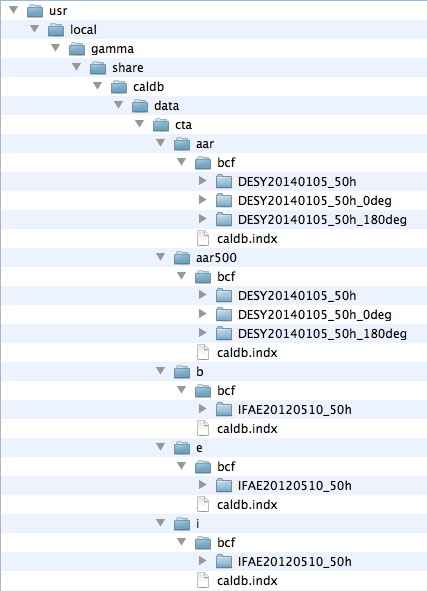 usr
local
gamma
share
caldb
data
cta
aar
bcf
DESY20140105_50h
DESY20140105_50h_0deg
DESY20140105_50h_180deg
caldb.indx
aar500
bcf
DESY20140105_50h
DESY20140105_50h_0deg
DESY20140105_50h_180deg
caldb.indx
b
bcf
IFAE20120510_50h
caldb.indx
e
bcf
IFAE20120510_50h
caldb.indx
i
bcf
IFAE20120510_50h
caldb.indx